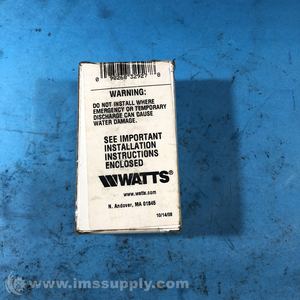 WARNING:
DO NOT INSTALL WHERE
EMERGENCY OR TEMPORARY
DISCHARGE CAN CAUSE
WATER DAMAGE.
SEE IMPORTANT
INSTALLATION
INSTRUCTIONS
ENCLOSED
WATTS®
www.watts.com
N. Andover, MA 01845
10/14/08
© www.imssupply.com